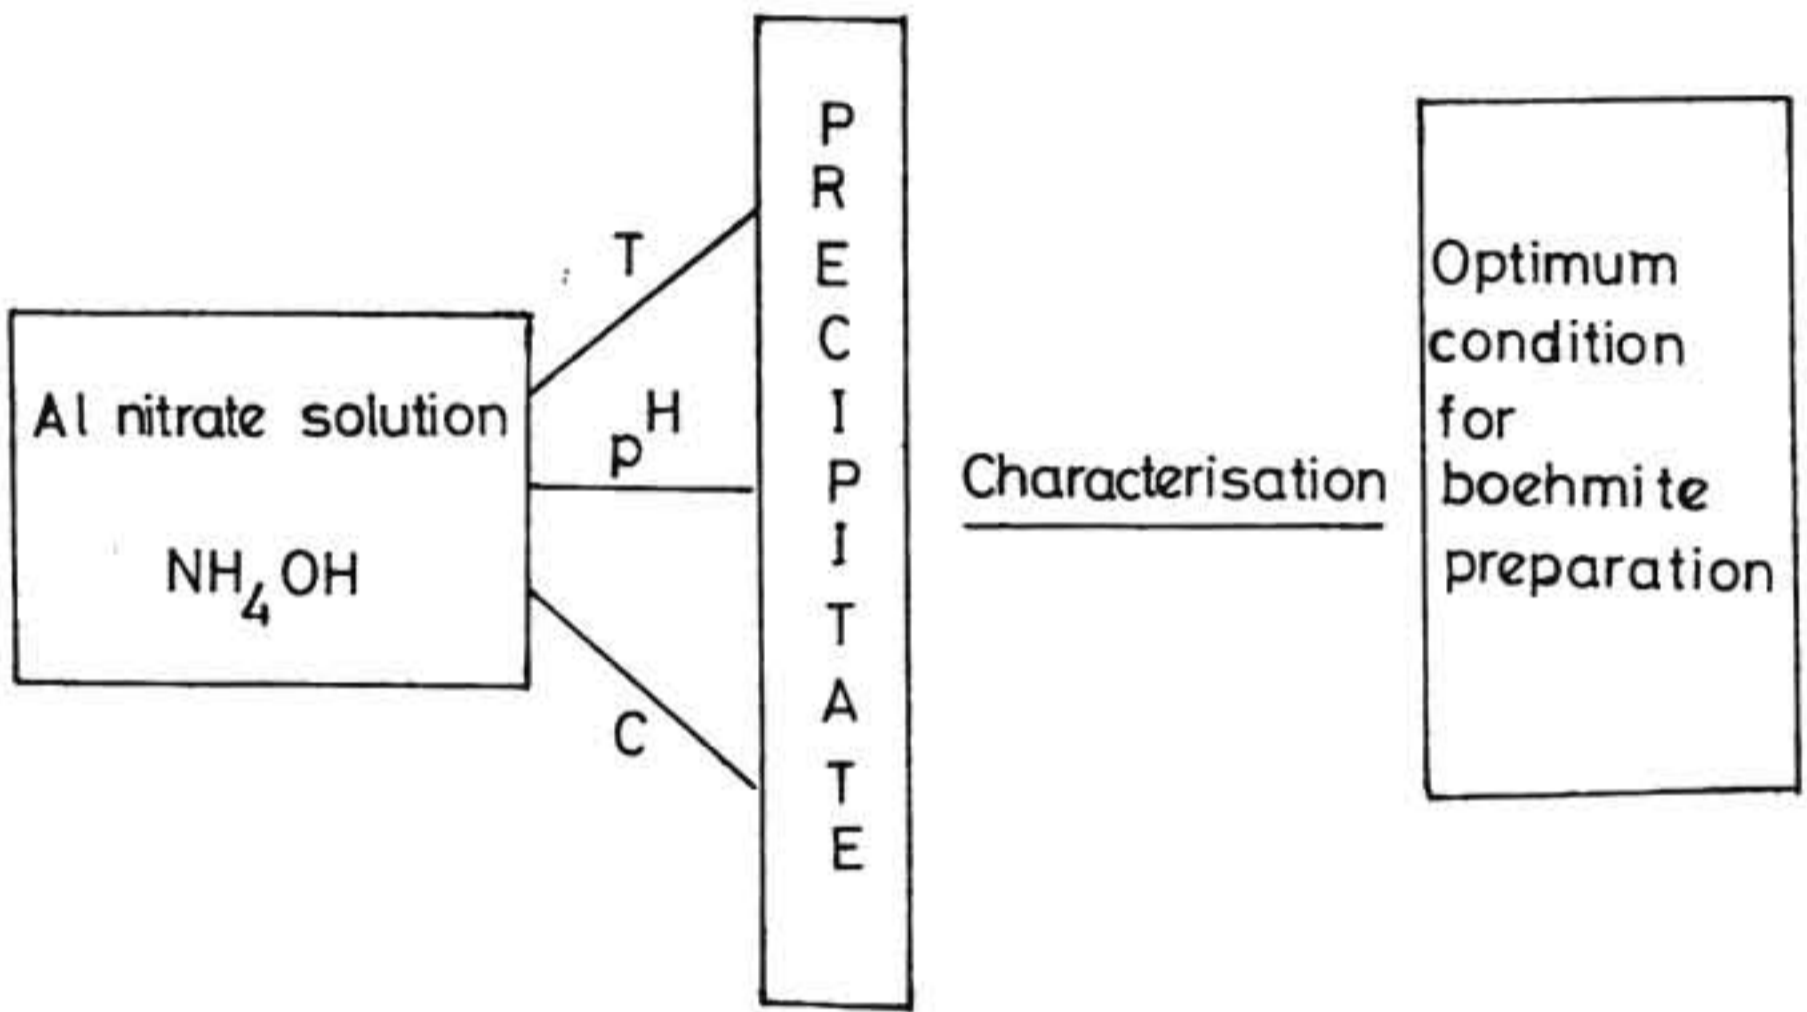 Al nitrate solution
NH₄OH
T
pᴴ
C
PRECIPITATE
Characterisation
Optimum
condition
for
boehmite
preparation